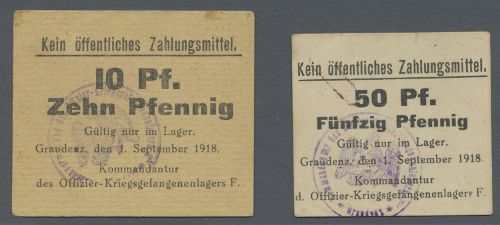 Kein öffentliches Zahlungsmittel.
10 Pf.
Zehn Pfennig
Gültig nur im Lager.
Graudenz, den 1. September 1918.
Kommandantur
des Offizier-Kriegsgefangenenlagers F.
Kein öffentliches Zahlungsmittel.
50 Pf.
Fünfzig Pfennig
Gültig nur im Lager.
Graudenz, den 1. September 1918.
Kommandantur
d. Offizier-Kriegsgefangenenlagers F.